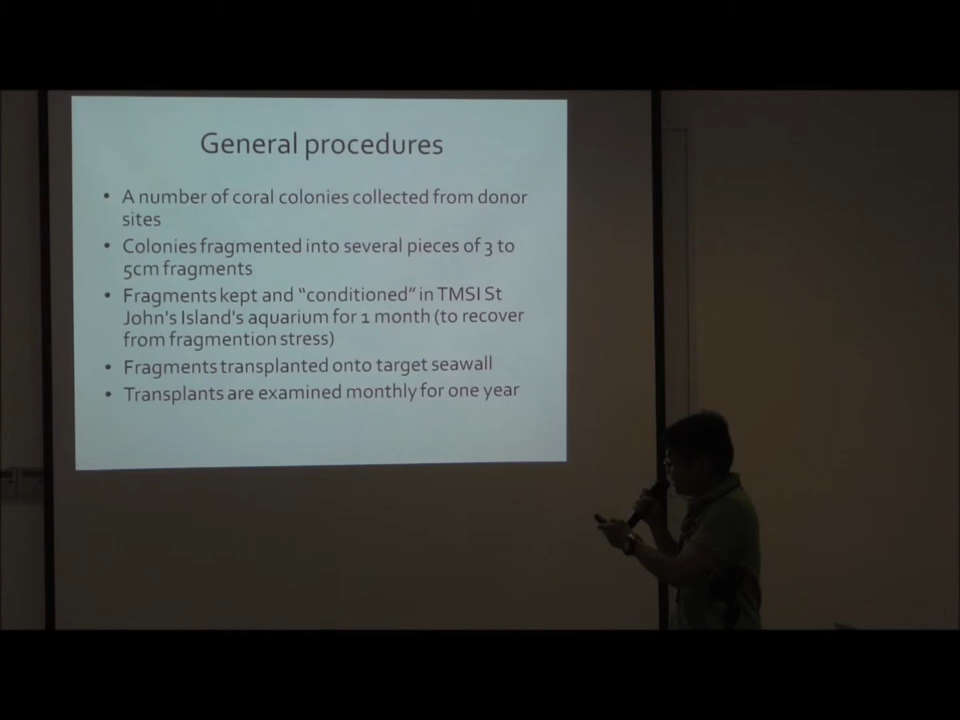 General procedures
• A number of coral colonies collected from donor
sites
• Colonies fragmented into several pieces of 3 to
5cm fragments
• Fragments kept and “conditioned” in TMSI St
John's Island's aquarium for 1 month (to recover
from fragmention stress)
• Fragments transplanted onto target seawall
• Transplants are examined monthly for one year